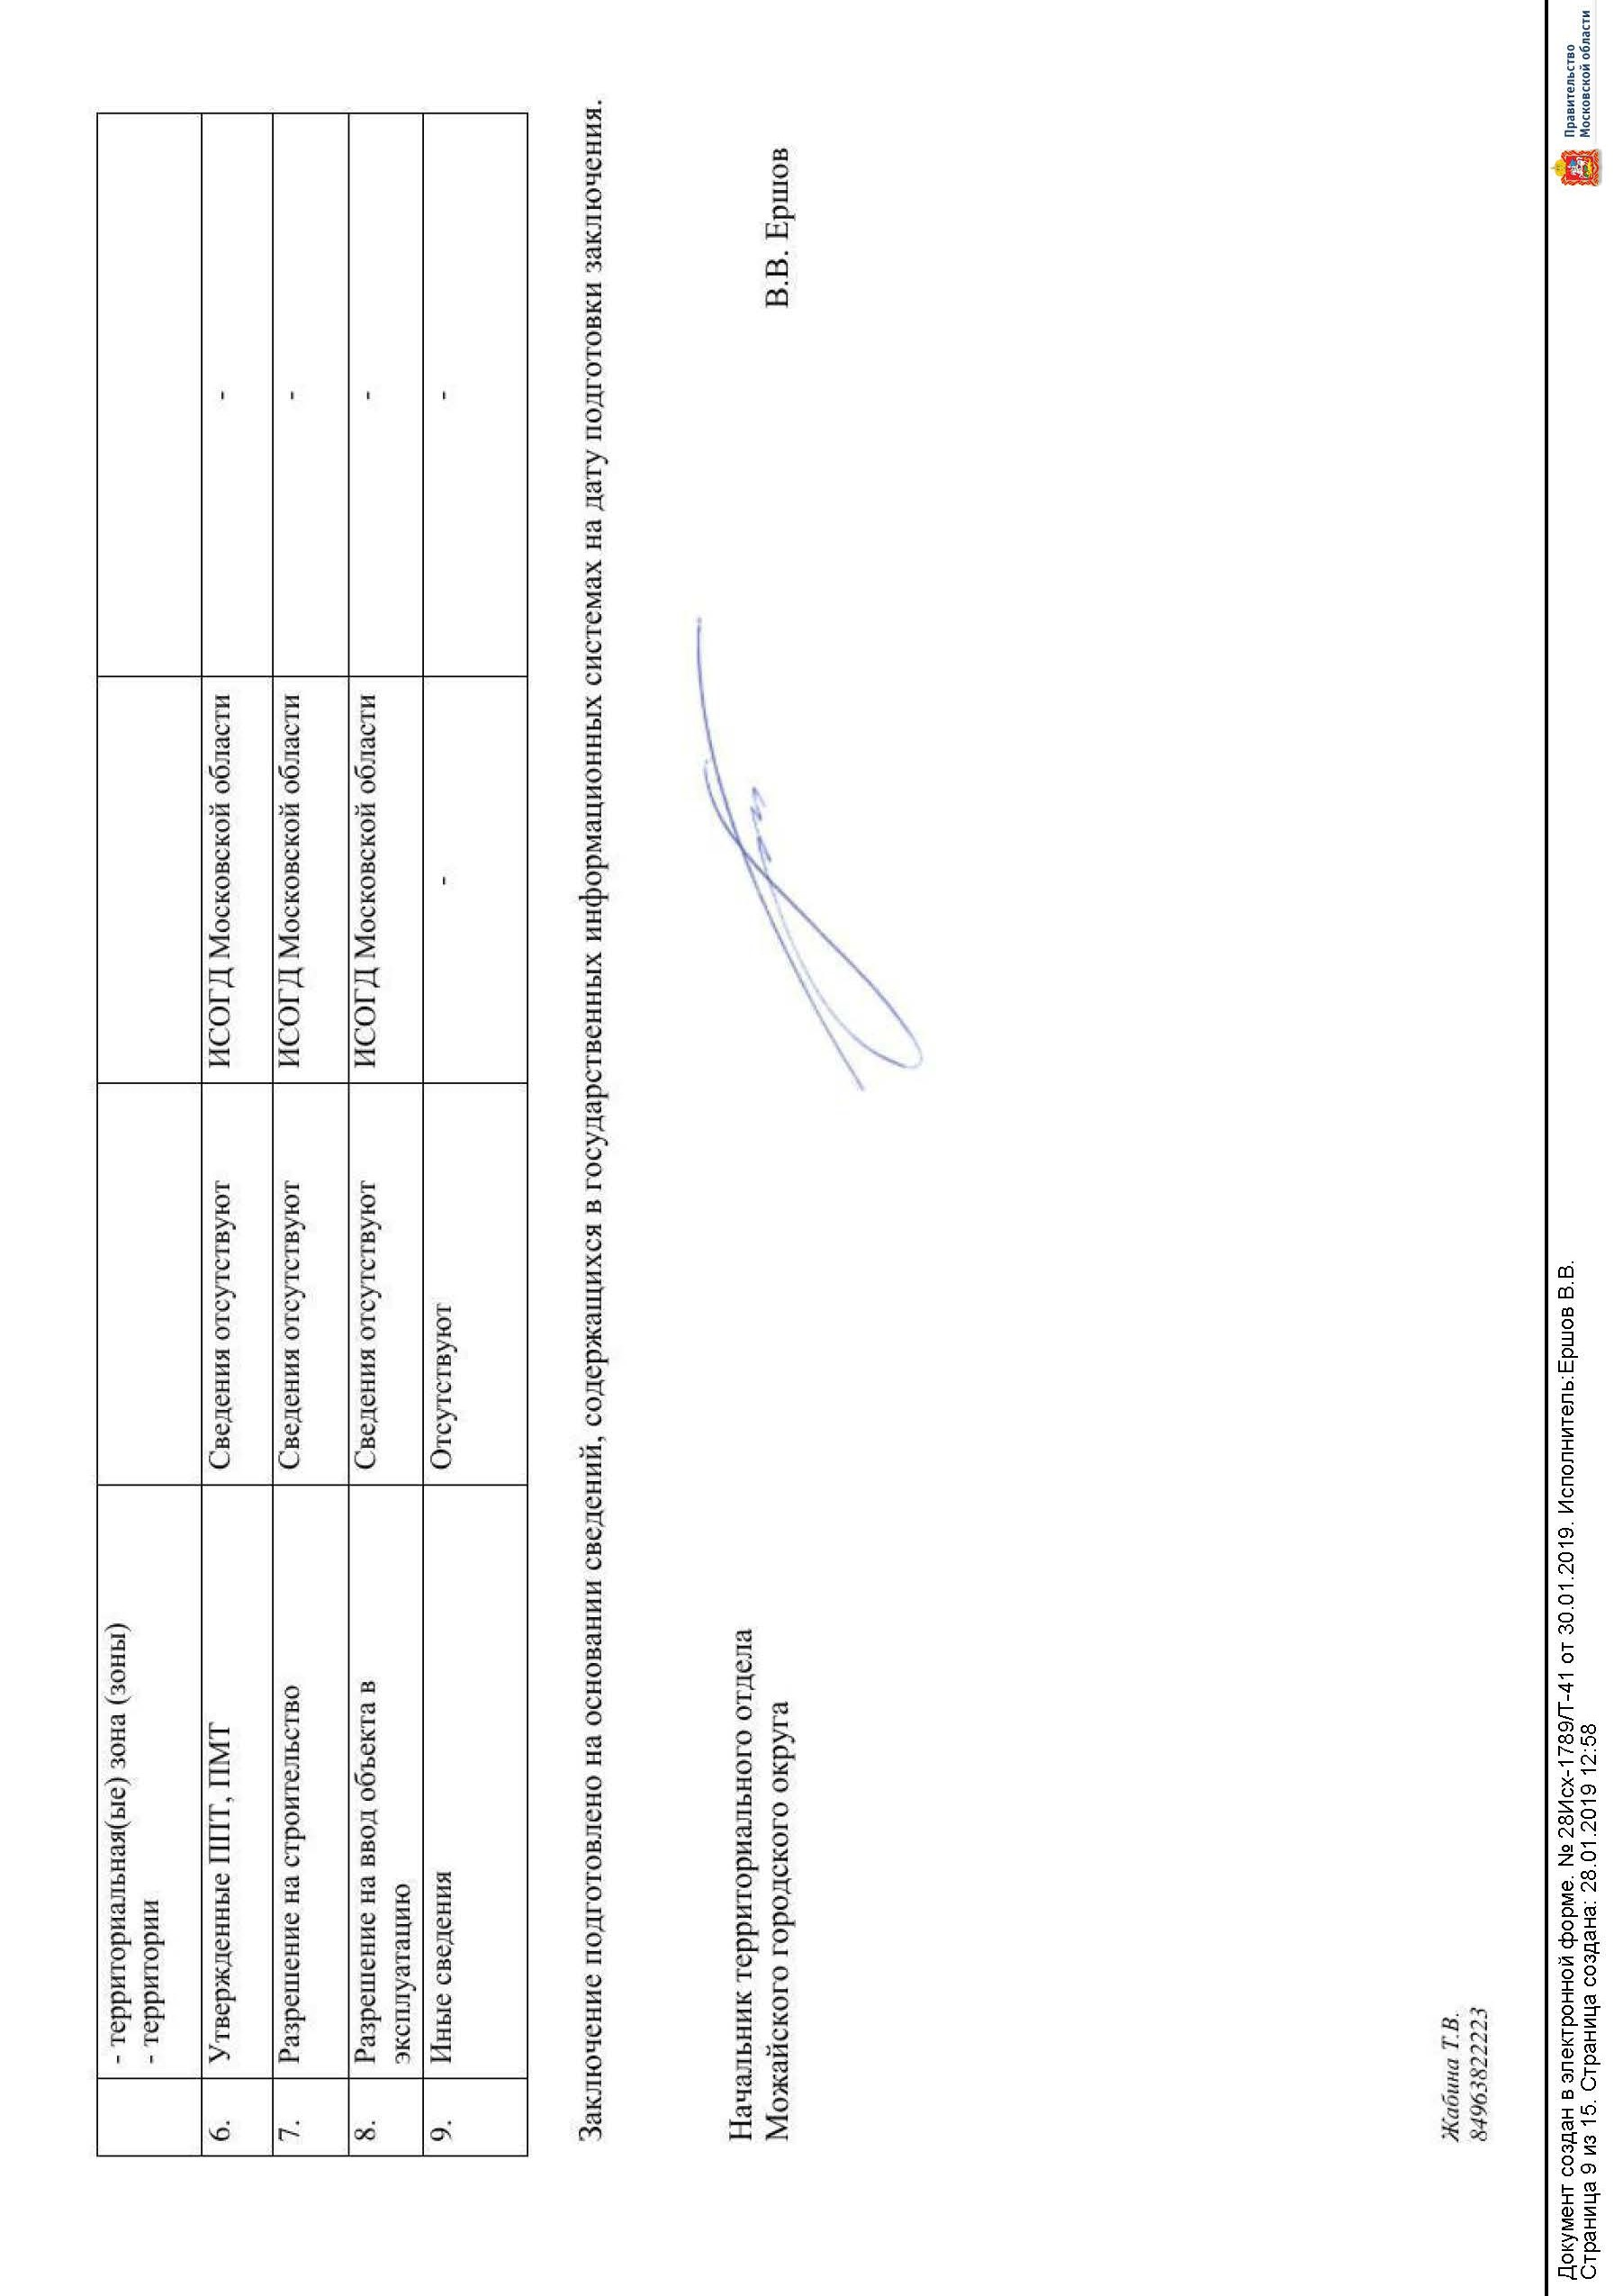 - территориальная(ые) зона (зоны)
- территории
6. Утвержденные ППТ, ПМТ Сведения отсутствуют ИСОГД Московской области -
7. Разрешение на строительство Сведения отсутствуют ИСОГД Московской области -
8. Разрешение на ввод объекта в Сведения отсутствуют ИСОГД Московской области -
эксплуатацию
9. Иные сведения Отсутствуют - -
Заключение подготовлено на основании сведений, содержащихся в государственных информационных системах на дату подготовки заключения.
Начальник территориального отдела
Можайского городского округа В.В. Ершов
Жабина Т.В.
84963822223
Документ создан в электронной форме. № 28Исх-1789/Т-41 от 30.01.2019. Исполнитель:Ершов В.В.
Страница 9 из 15. Страница создана: 28.01.2019 12:58
Правительство
Московской области